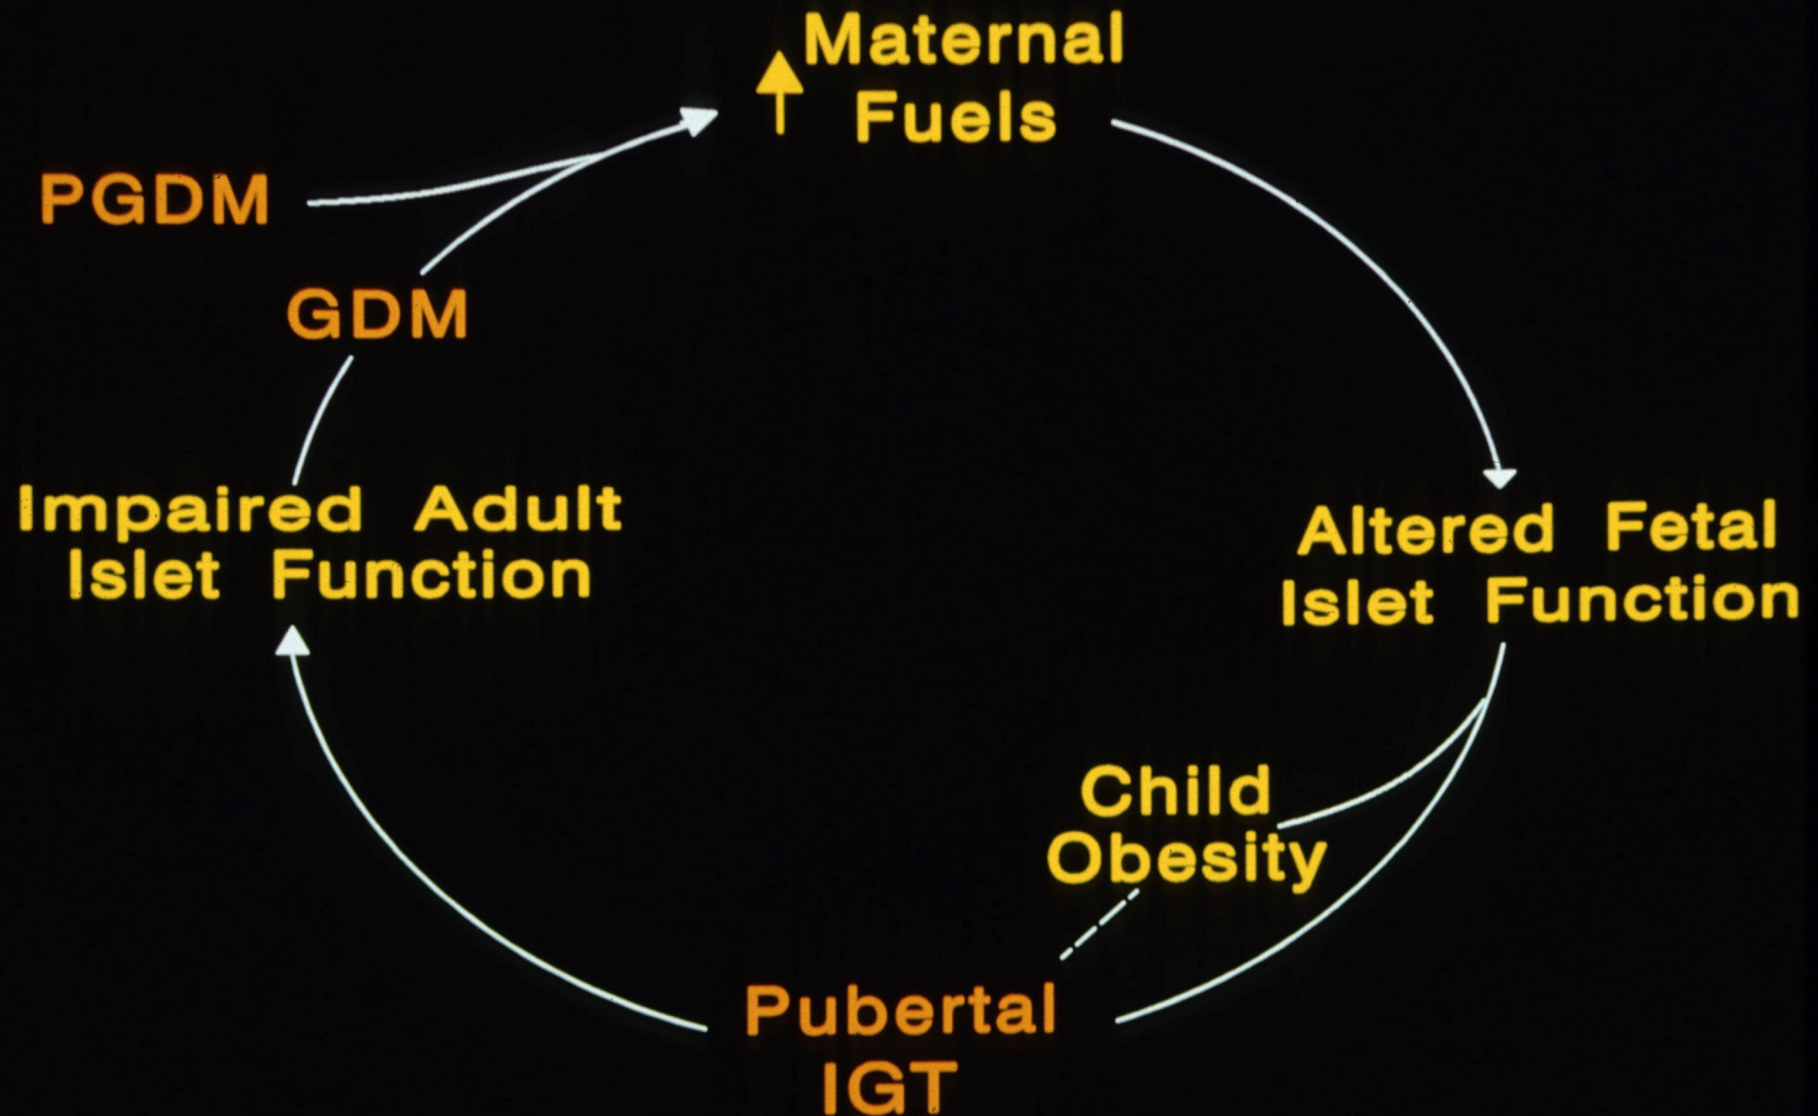 Maternal
Fuels
PGDM
GDM
Impaired Adult
Islet Function
Altered Fetal
Islet Function
Child
Obesity
Pubertal
IGT